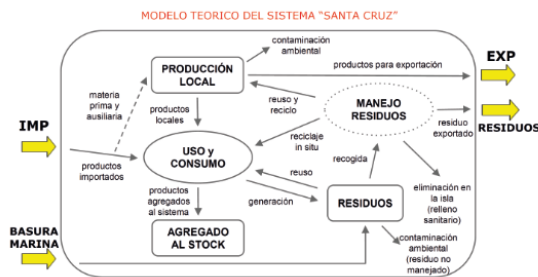 MODELO TEORICO DEL SISTEMA "SANTA CRUZ"
contaminación
ambiental
EXP
productos para exportación
PRODUCCIÓN
LOCAL
materia
prima y
auxiliaria
reuso y
reciclo
MANEJO
RESIDUOS
RESIDUOS
residuo
exportado
productos
locales
IMP
reciclaje
in situ
USO y
CONSUMO
productos
importados
recogida
reuso
eliminación en
la isla
(relleno
sanitario)
productos
agregados
al sistema
generación
RESIDUOS
BASURA
MARINA
AGREGADO
AL STOCK
contaminación
ambiental
(residuo no
manejado)